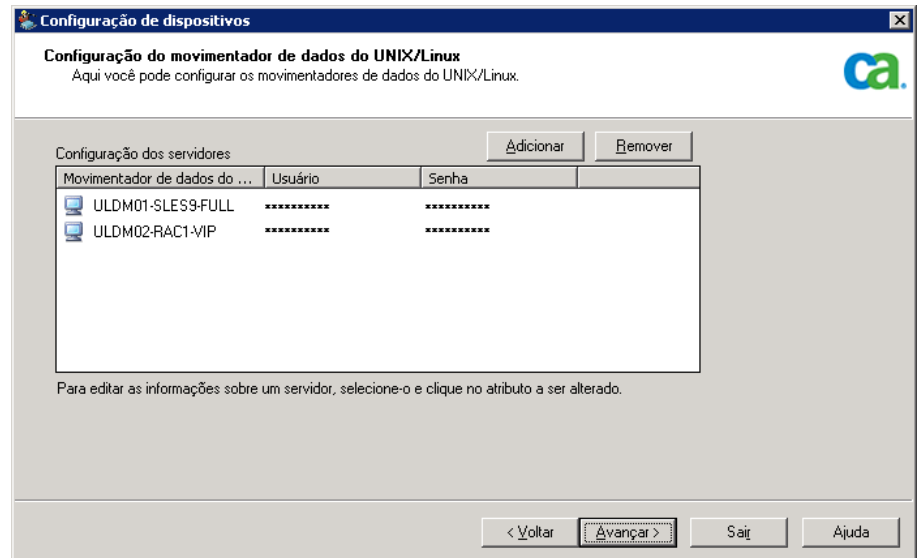 Configuração de dispositivos
Configuração do movimentador de dados do UNIX/Linux
Aqui você pode configurar os movimentadores de dados do UNIX/Linux.
ca.
Configuração dos servidores
Adicionar
Remover
Movimentador de dados do ... Usuário Senha
ULDM01-SLES9-FULL ********** **********
ULDM02-RAC1-VIP ********** **********
Para editar as informações sobre um servidor, selecione-o e clique no atributo a ser alterado.
< Voltar
Avançar >
Sair
Ajuda